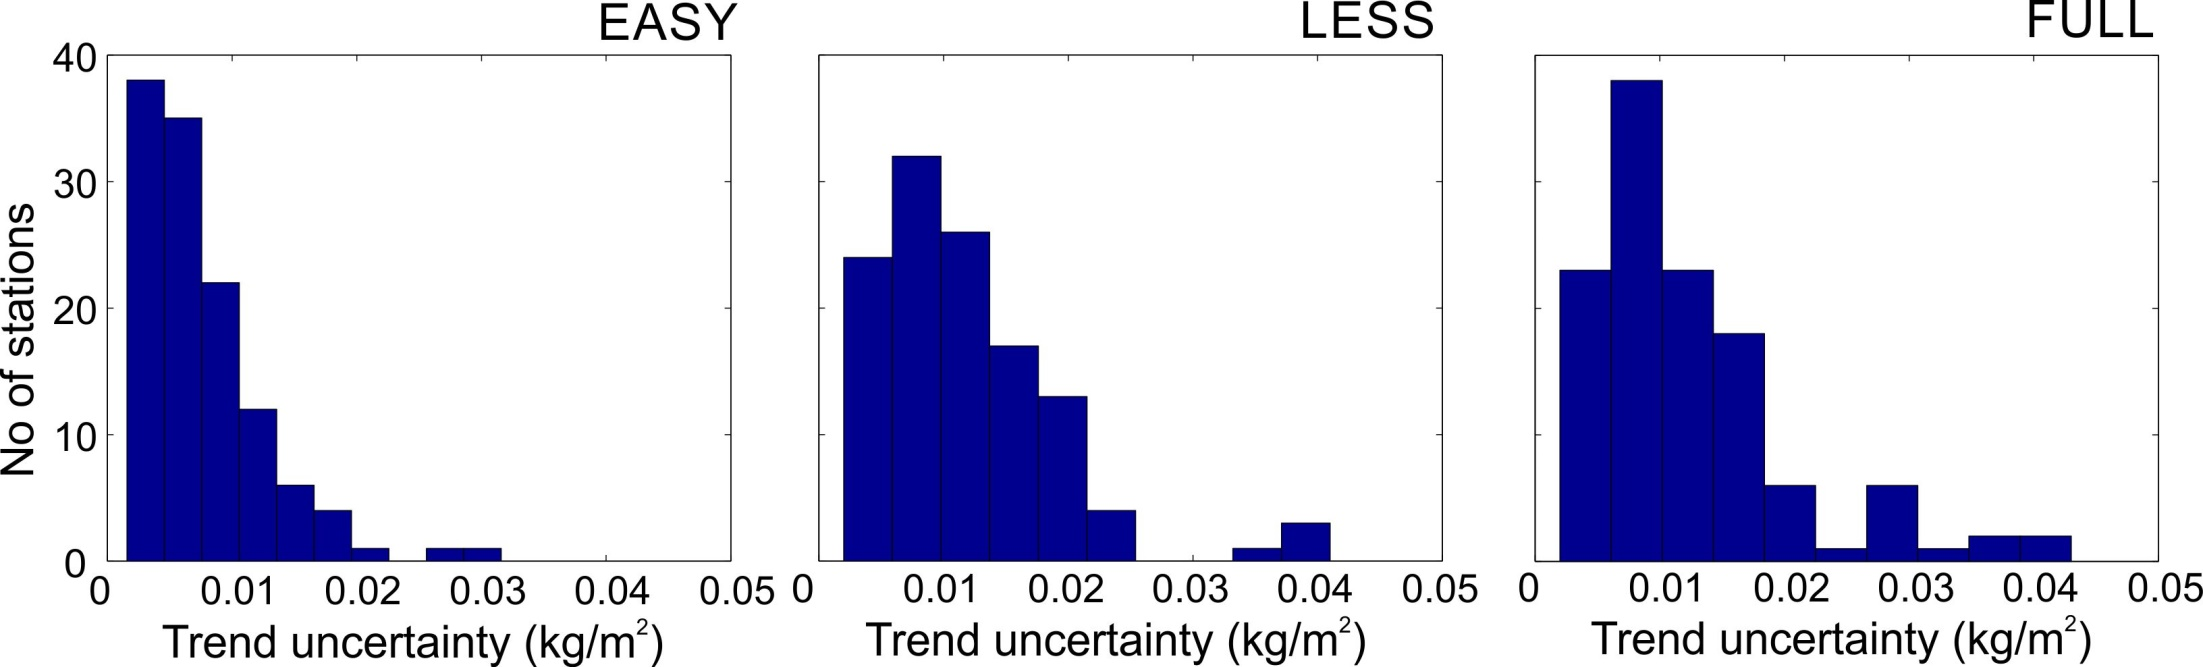 EASY LESS FULL
40
30
20
10
0
No of stations
0 0.01 0.02 0.03 0.04 0.05 0 0.01 0.02 0.03 0.04 0.05 0 0.01 0.02 0.03 0.04 0.05
Trend uncertainty (kg/m²) Trend uncertainty (kg/m²) Trend uncertainty (kg/m²)